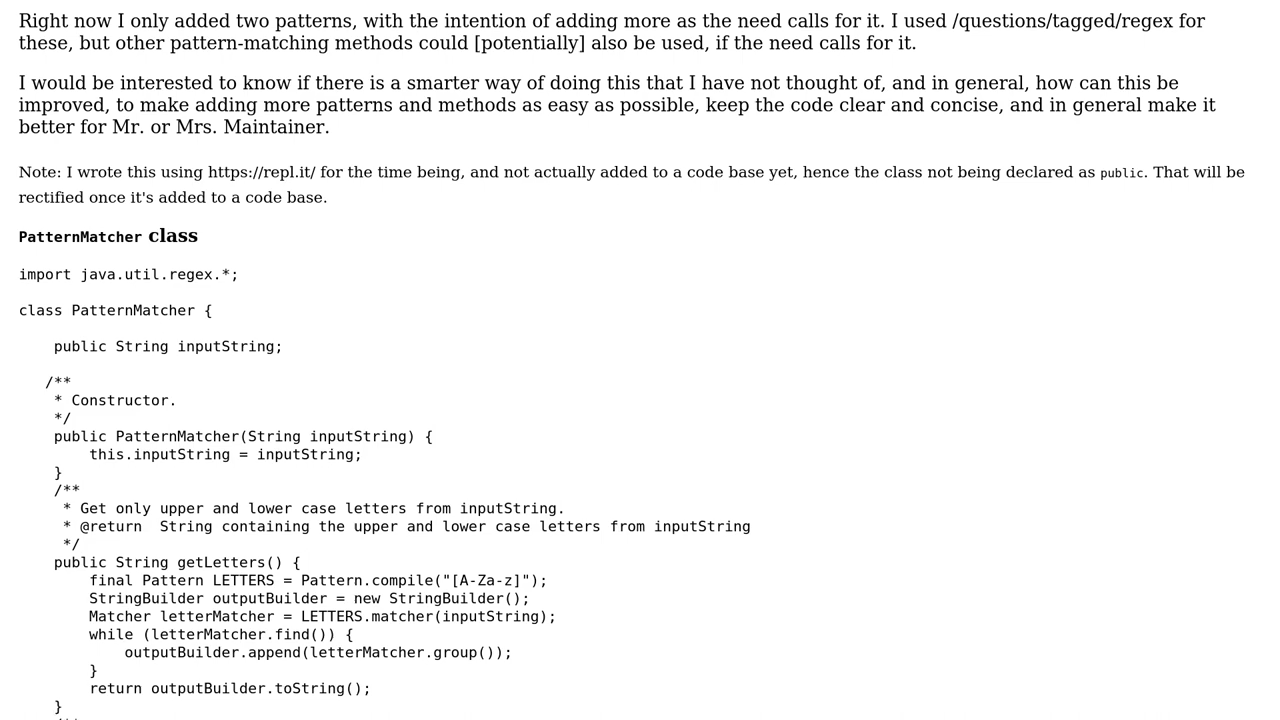 Right now I only added two patterns, with the intention of adding more as the need calls for it. I used /questions/tagged/regex for
these, but other pattern-matching methods could [potentially] also be used, if the need calls for it.
I would be interested to know if there is a smarter way of doing this that I have not thought of, and in general, how can this be
improved, to make adding more patterns and methods as easy as possible, keep the code clear and concise, and in general make it
better for Mr. or Mrs. Maintainer.
Note: I wrote this using https://repl.it/ for the time being, and not actually added to a code base yet, hence the class not being declared as public. That will be
rectified once it's added to a code base.
PatternMatcher class
import java.util.regex.*;
class PatternMatcher {
    public String inputString;
   /**
    * Constructor.
    */
    public PatternMatcher(String inputString) {
        this.inputString = inputString;
    }
    /**
     * Get only upper and lower case letters from inputString.
     * @return  String containing the upper and lower case letters from inputString
     */
    public String getLetters() {
        final Pattern LETTERS = Pattern.compile("[A-Za-z]");
        StringBuilder outputBuilder = new StringBuilder();
        Matcher letterMatcher = LETTERS.matcher(inputString);
        while (letterMatcher.find()) {
            outputBuilder.append(letterMatcher.group());
        }
        return outputBuilder.toString();
    }